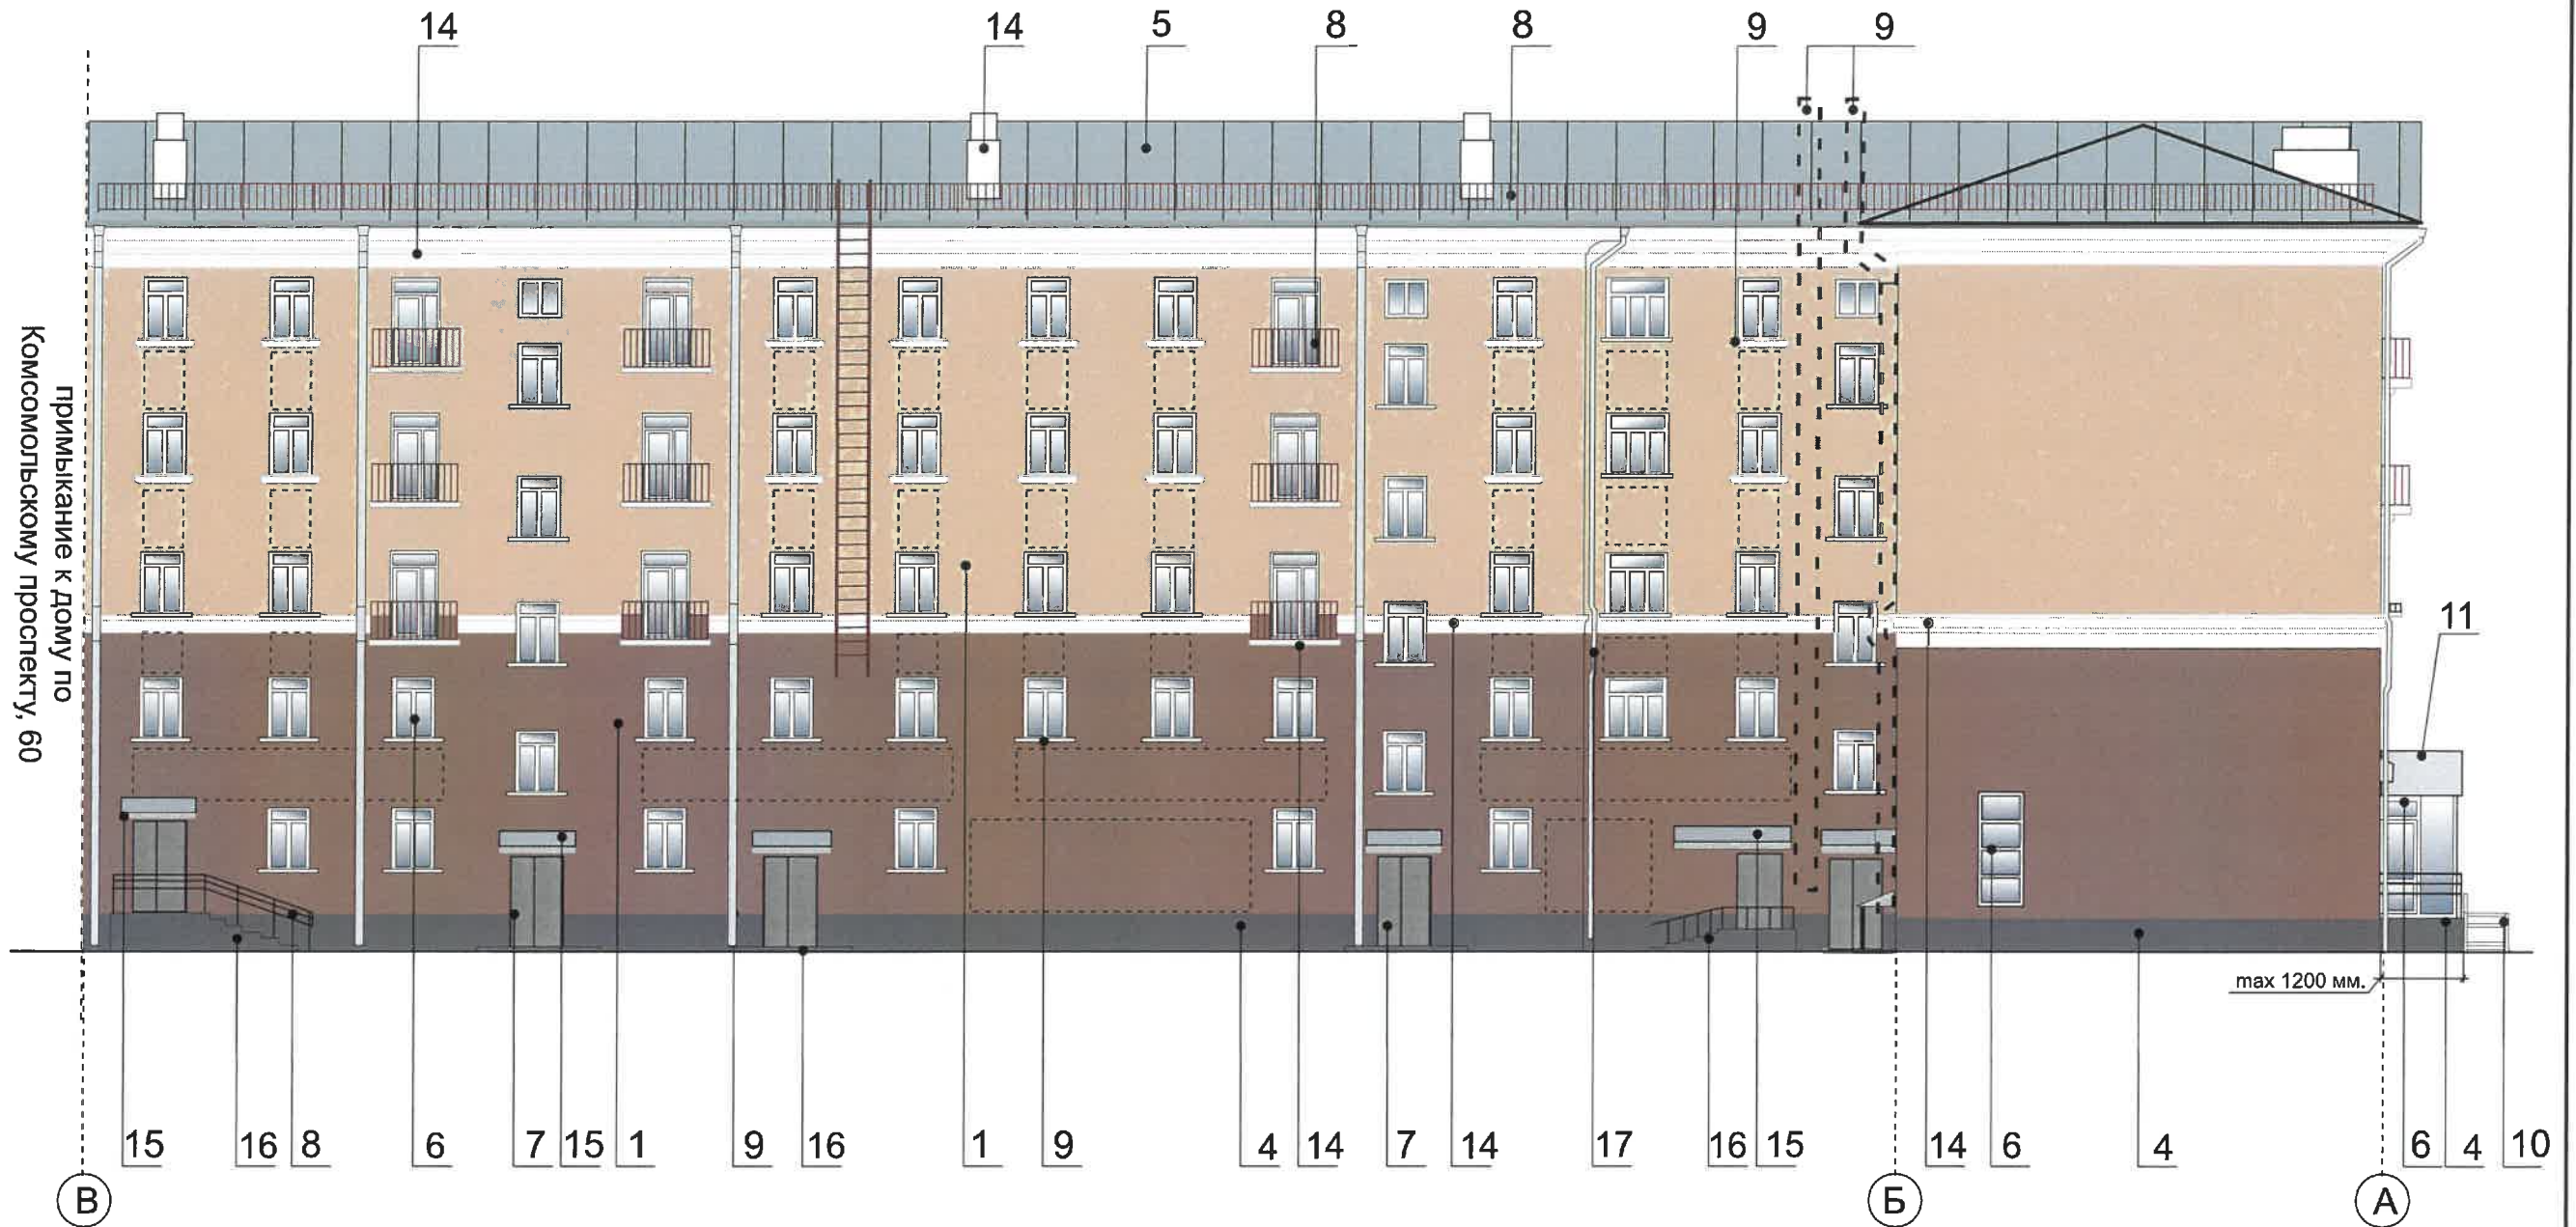 14 14 5 8 8 9 9
примыкание к дому по
Комсомольскому проспекту, 60
11
max 1200 мм.
15 16 8 6 7 15 1 9 16 1 9 4 14 7 14 17 16 15 14 6 4 6 4 10
В Б А